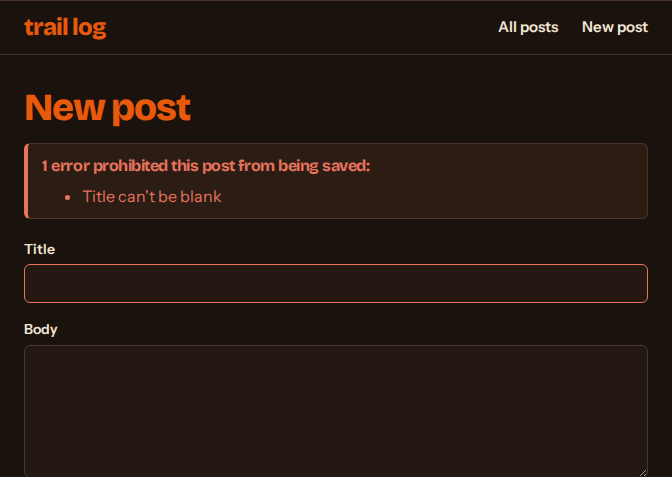 trail log
All posts
New post
New post
1 error prohibited this post from being saved:
Title can't be blank
Title
Body